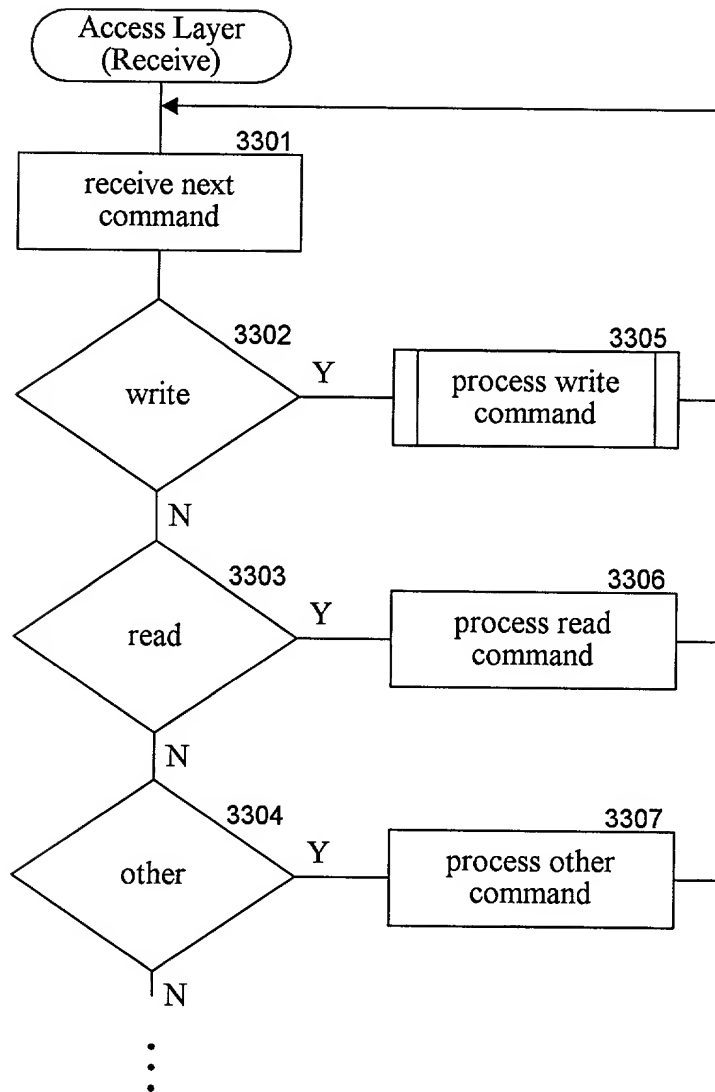 Access Layer
(Receive)
3301
receive next
command
3302
write
Y
3305
process write
command
N
3303
read
Y
3306
process read
command
N
3304
other
Y
3307
process other
command
N